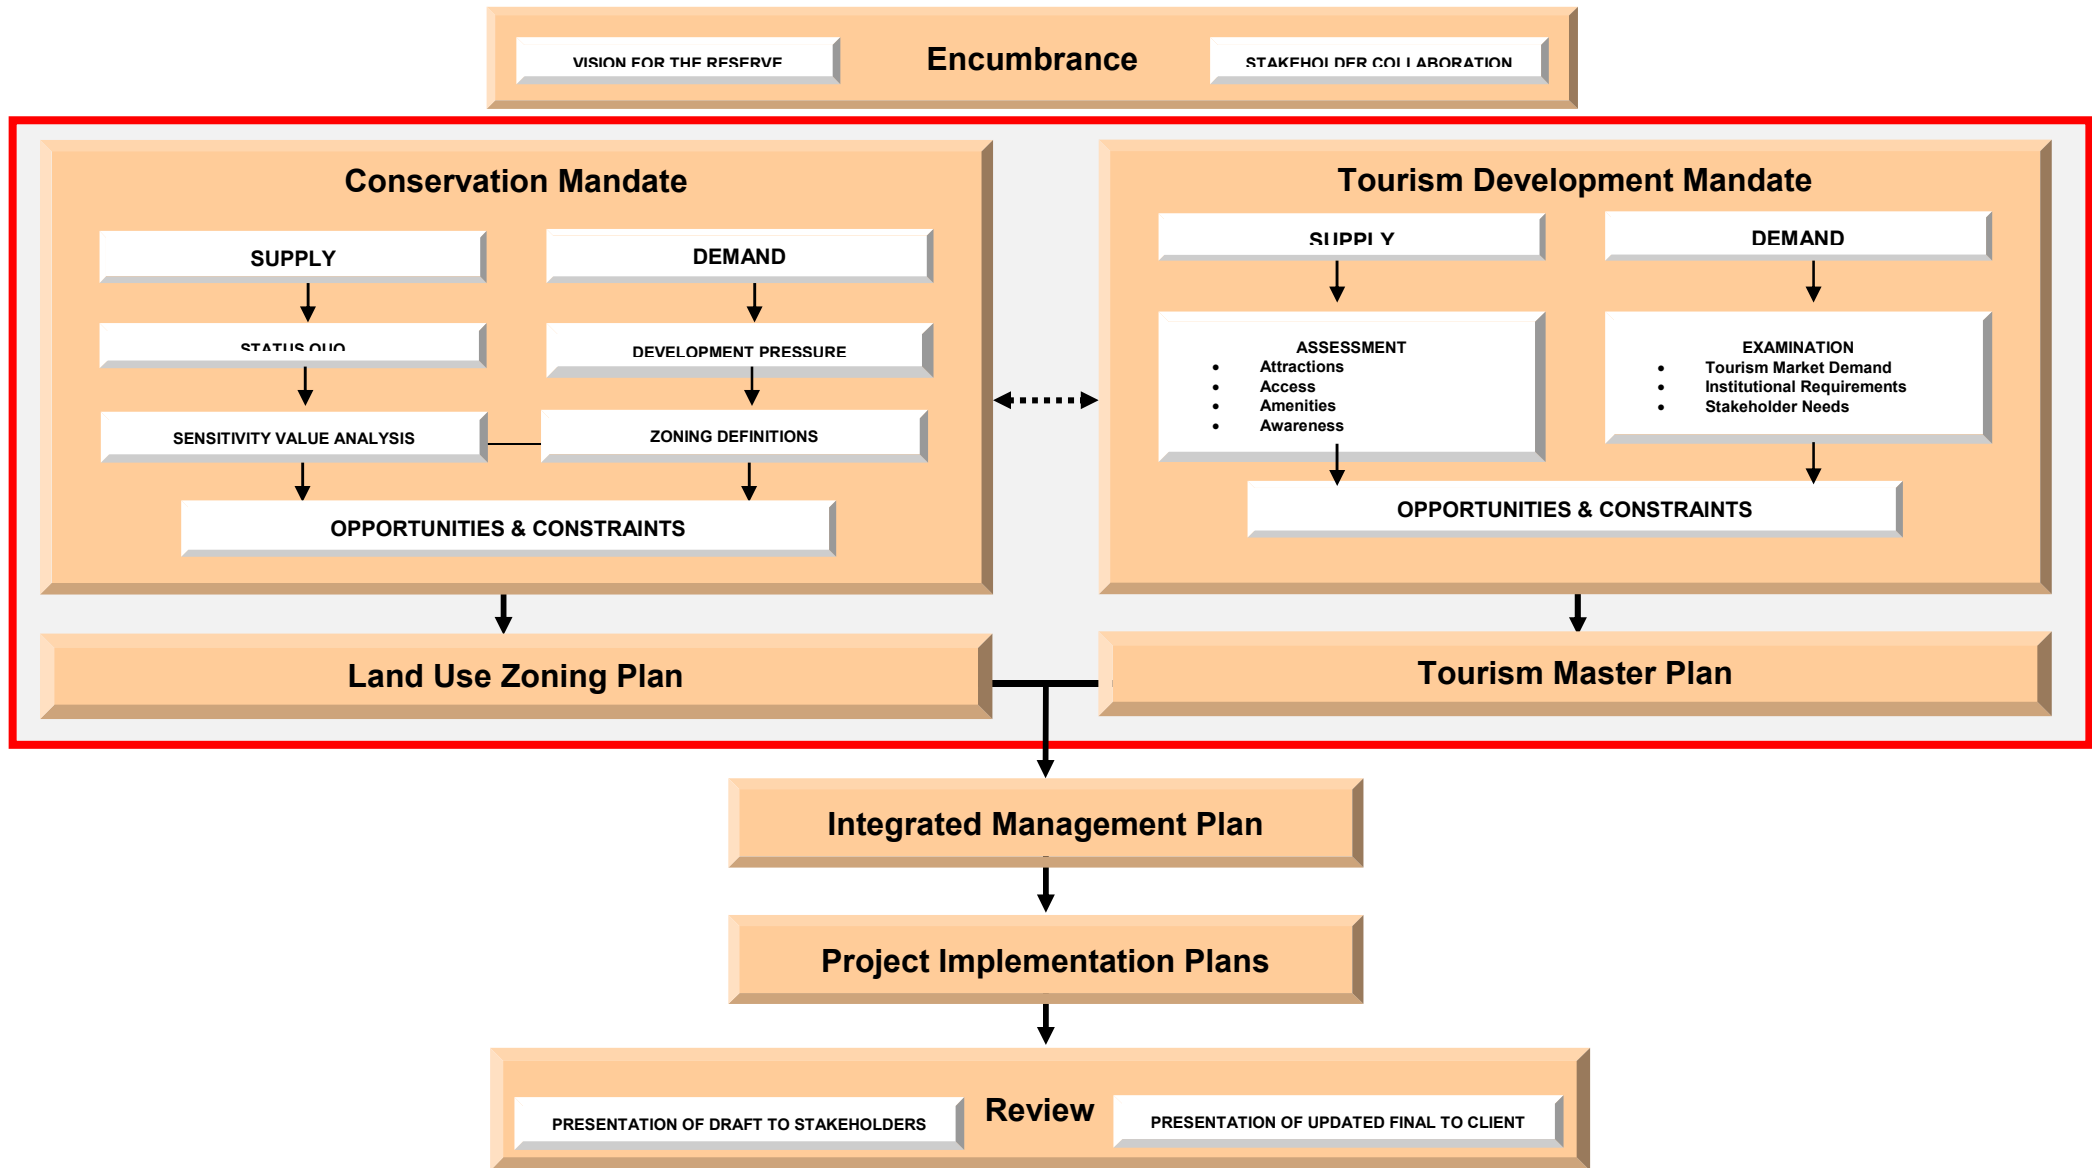 VISION FOR THE RESERVE
Encumbrance
STAKEHOLDER COLLABORATION
Conservation Mandate
SUPPLY
DEMAND
STATUS QUO
DEVELOPMENT PRESSURE
SENSITIVITY VALUE ANALYSIS
ZONING DEFINITIONS
OPPORTUNITIES & CONSTRAINTS
Tourism Development Mandate
SUPPLY
DEMAND
ASSESSMENT
• Attractions
• Access
• Amenities
• Awareness
EXAMINATION
• Tourism Market Demand
• Institutional Requirements
• Stakeholder Needs
OPPORTUNITIES & CONSTRAINTS
Land Use Zoning Plan
Tourism Master Plan
Integrated Management Plan
Project Implementation Plans
Review
PRESENTATION OF DRAFT TO STAKEHOLDERS
PRESENTATION OF UPDATED FINAL TO CLIENT